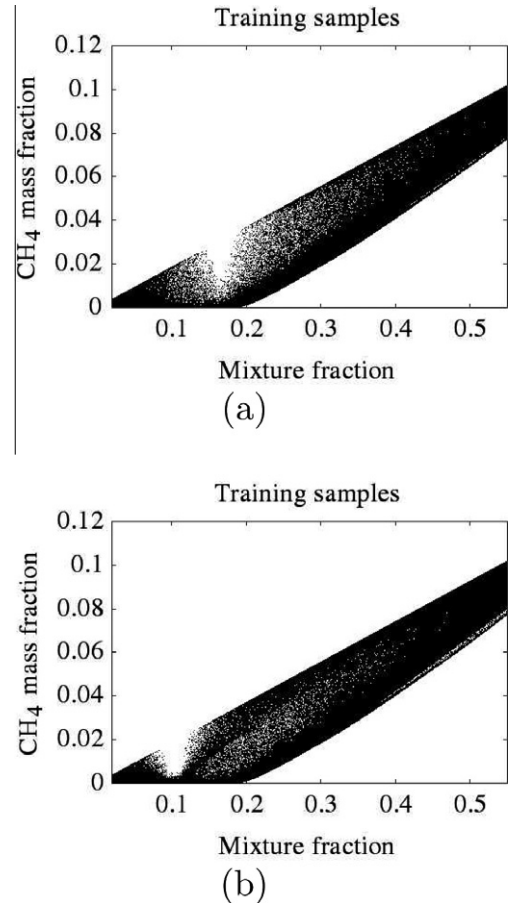 Training samples
0.12
0.1
0.08
0.06
0.04
0.02
0
CH₄ mass fraction
0.1 0.2 0.3 0.4 0.5
Mixture fraction
(a)
Training samples
0.12
0.1
0.08
0.06
0.04
0.02
0
CH₄ mass fraction
0.1 0.2 0.3 0.4 0.5
Mixture fraction
(b)